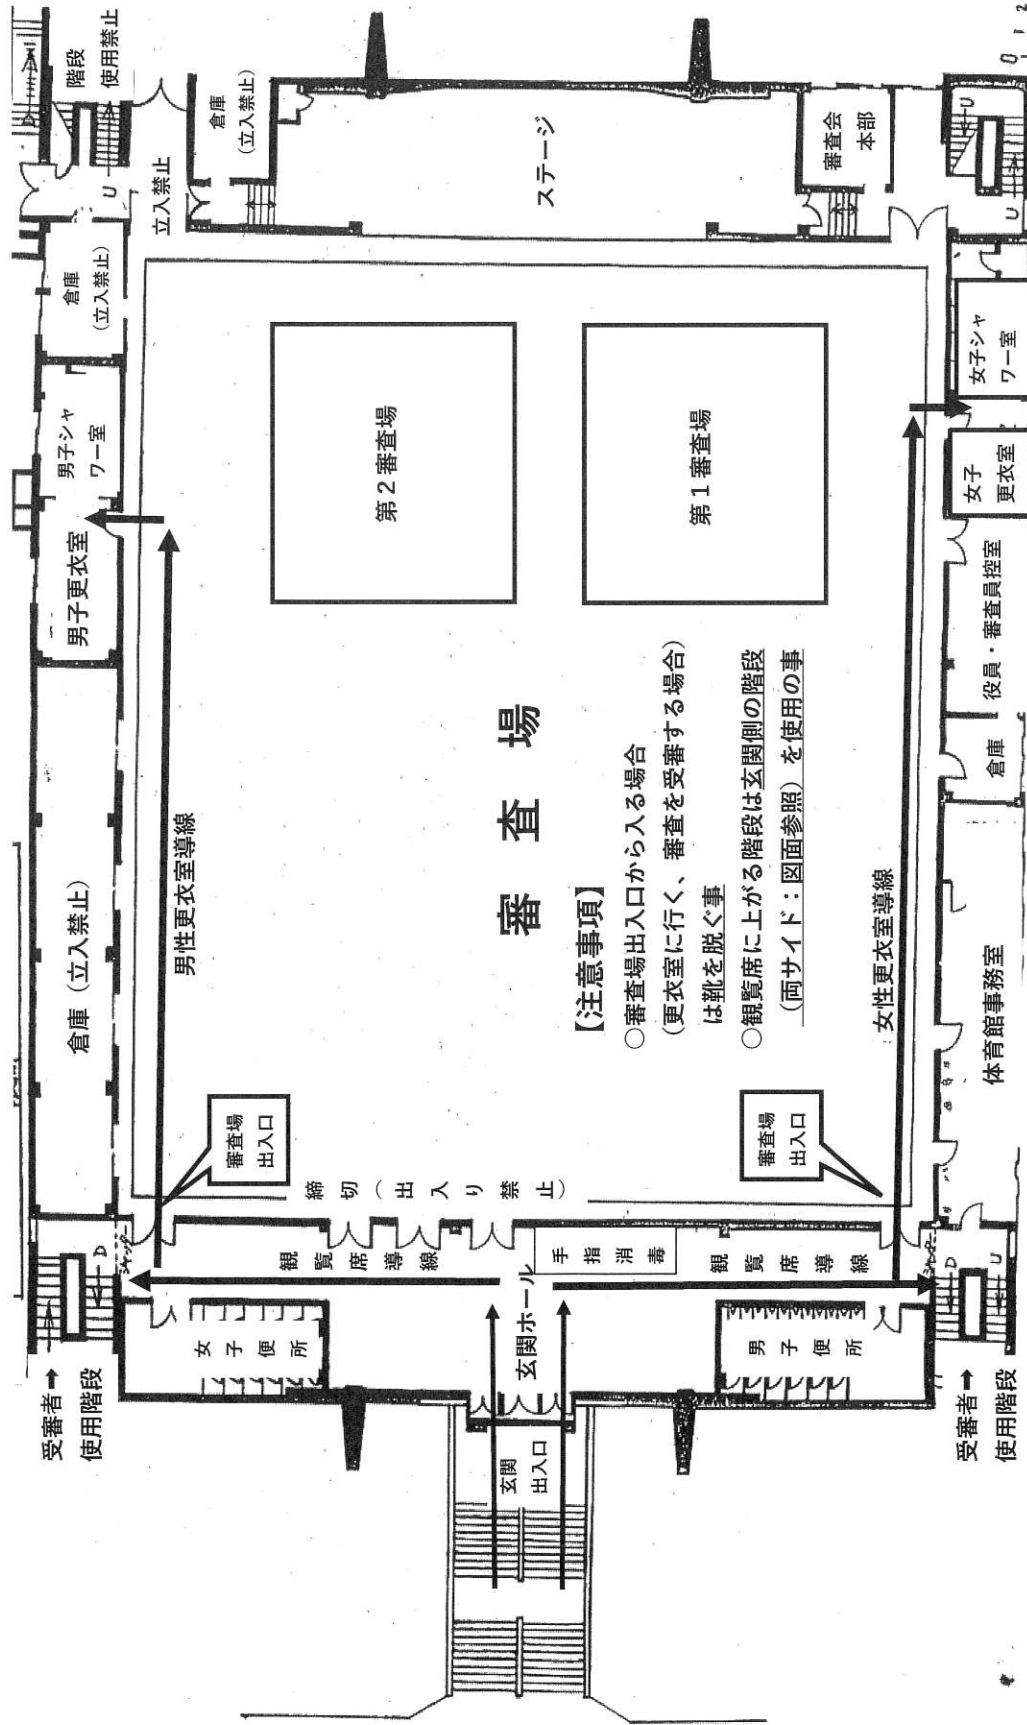 階段
使用禁止
U
立入禁止
倉庫
(立入禁止)
倉庫
(立入禁止)
男子シャ
ワー室
男子更衣室
倉庫（立入禁止）
男性更衣室導線
ステージ
審査会
本部
U
U
第２審査場
第１審査場
審査場
【注意事項】
○審査場出入口から入る場合
（更衣室に行く、審査を受審する場合）
は靴を脱ぐ事
○観覧席に上がる階段は玄関側の階段
（両サイド：図面参照）を使用の事
女性更衣室導線
女子シャ
ワー室
女子
更衣室
役員・審査員控室
倉庫
体育館事務室
審査場
出入口
審査場
出入口
締切（出入り禁止）
観覧席導線
手指消毒
観覧席導線
玄関ホール
女子便所
男子便所
玄関
出入口
D
受審者➡
使用階段
D
U
受審者➡
使用階段
0 1 2